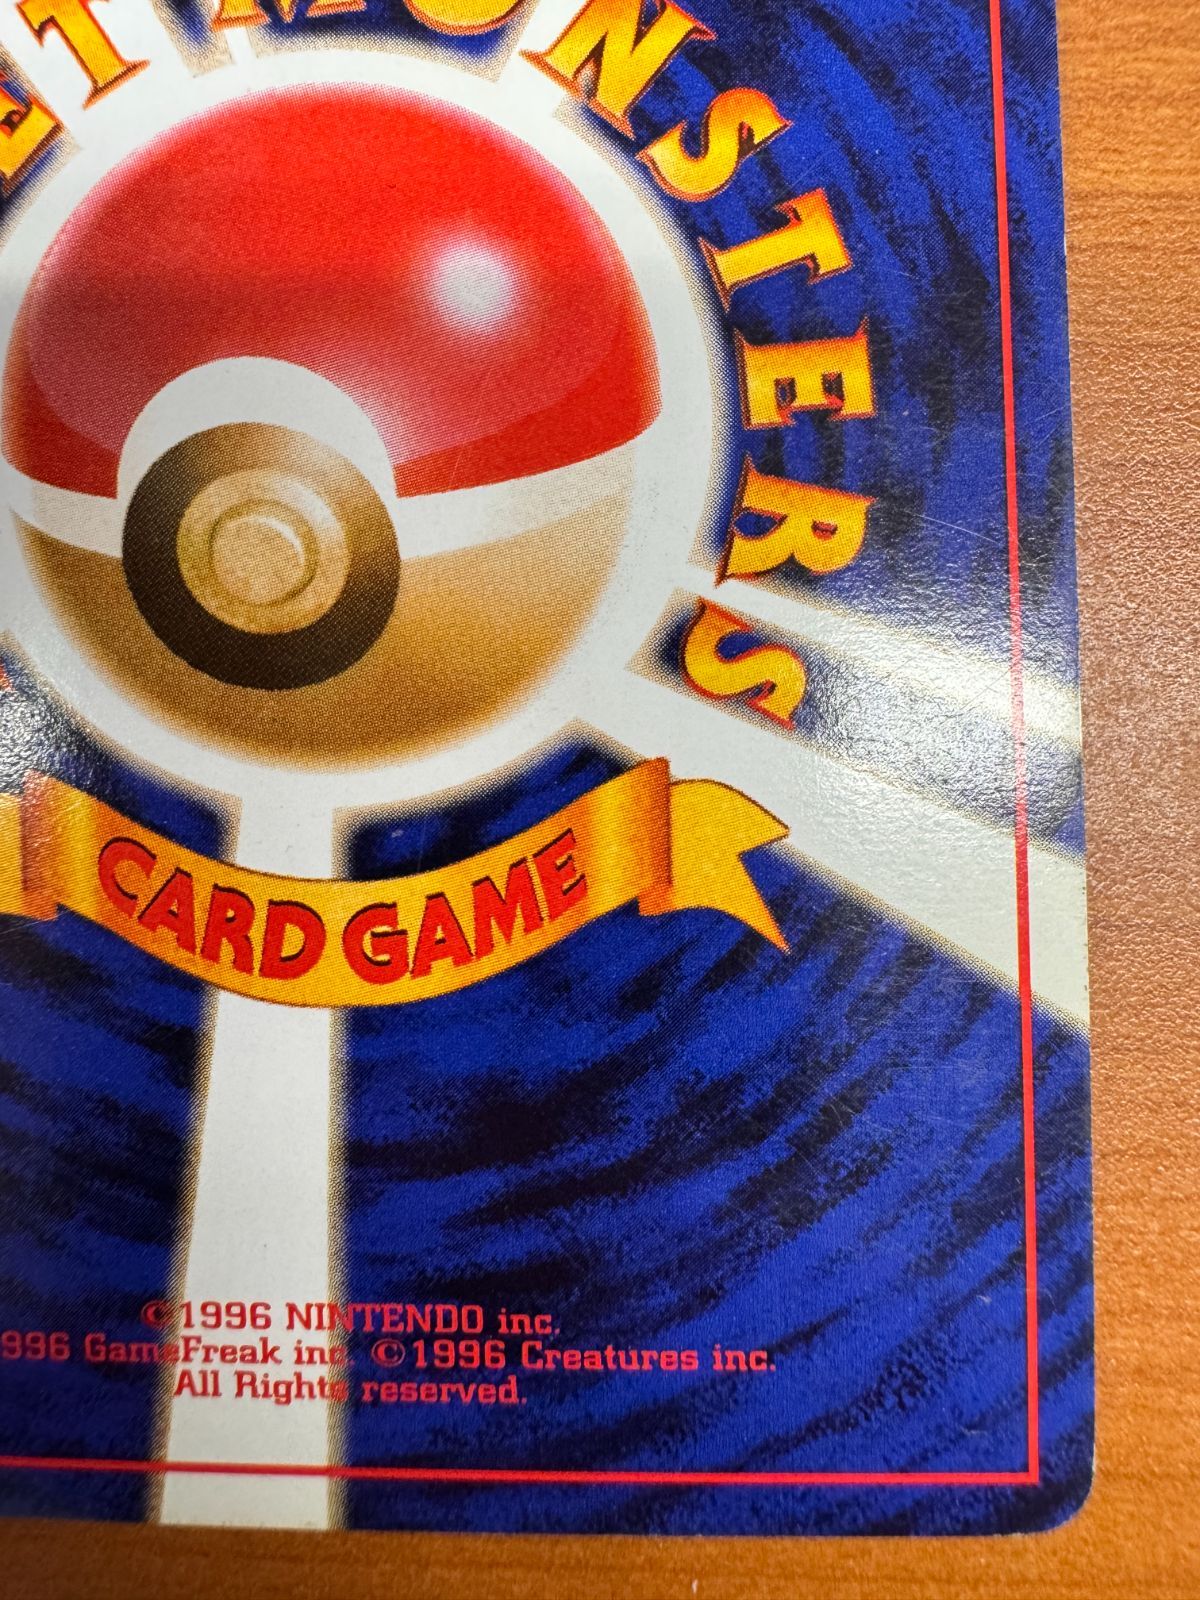 ET MONSTERS
CARD GAME
©1996 NINTENDO inc.
996 GameFreak inc. ©1996 Creatures inc.
All Rights reserved.